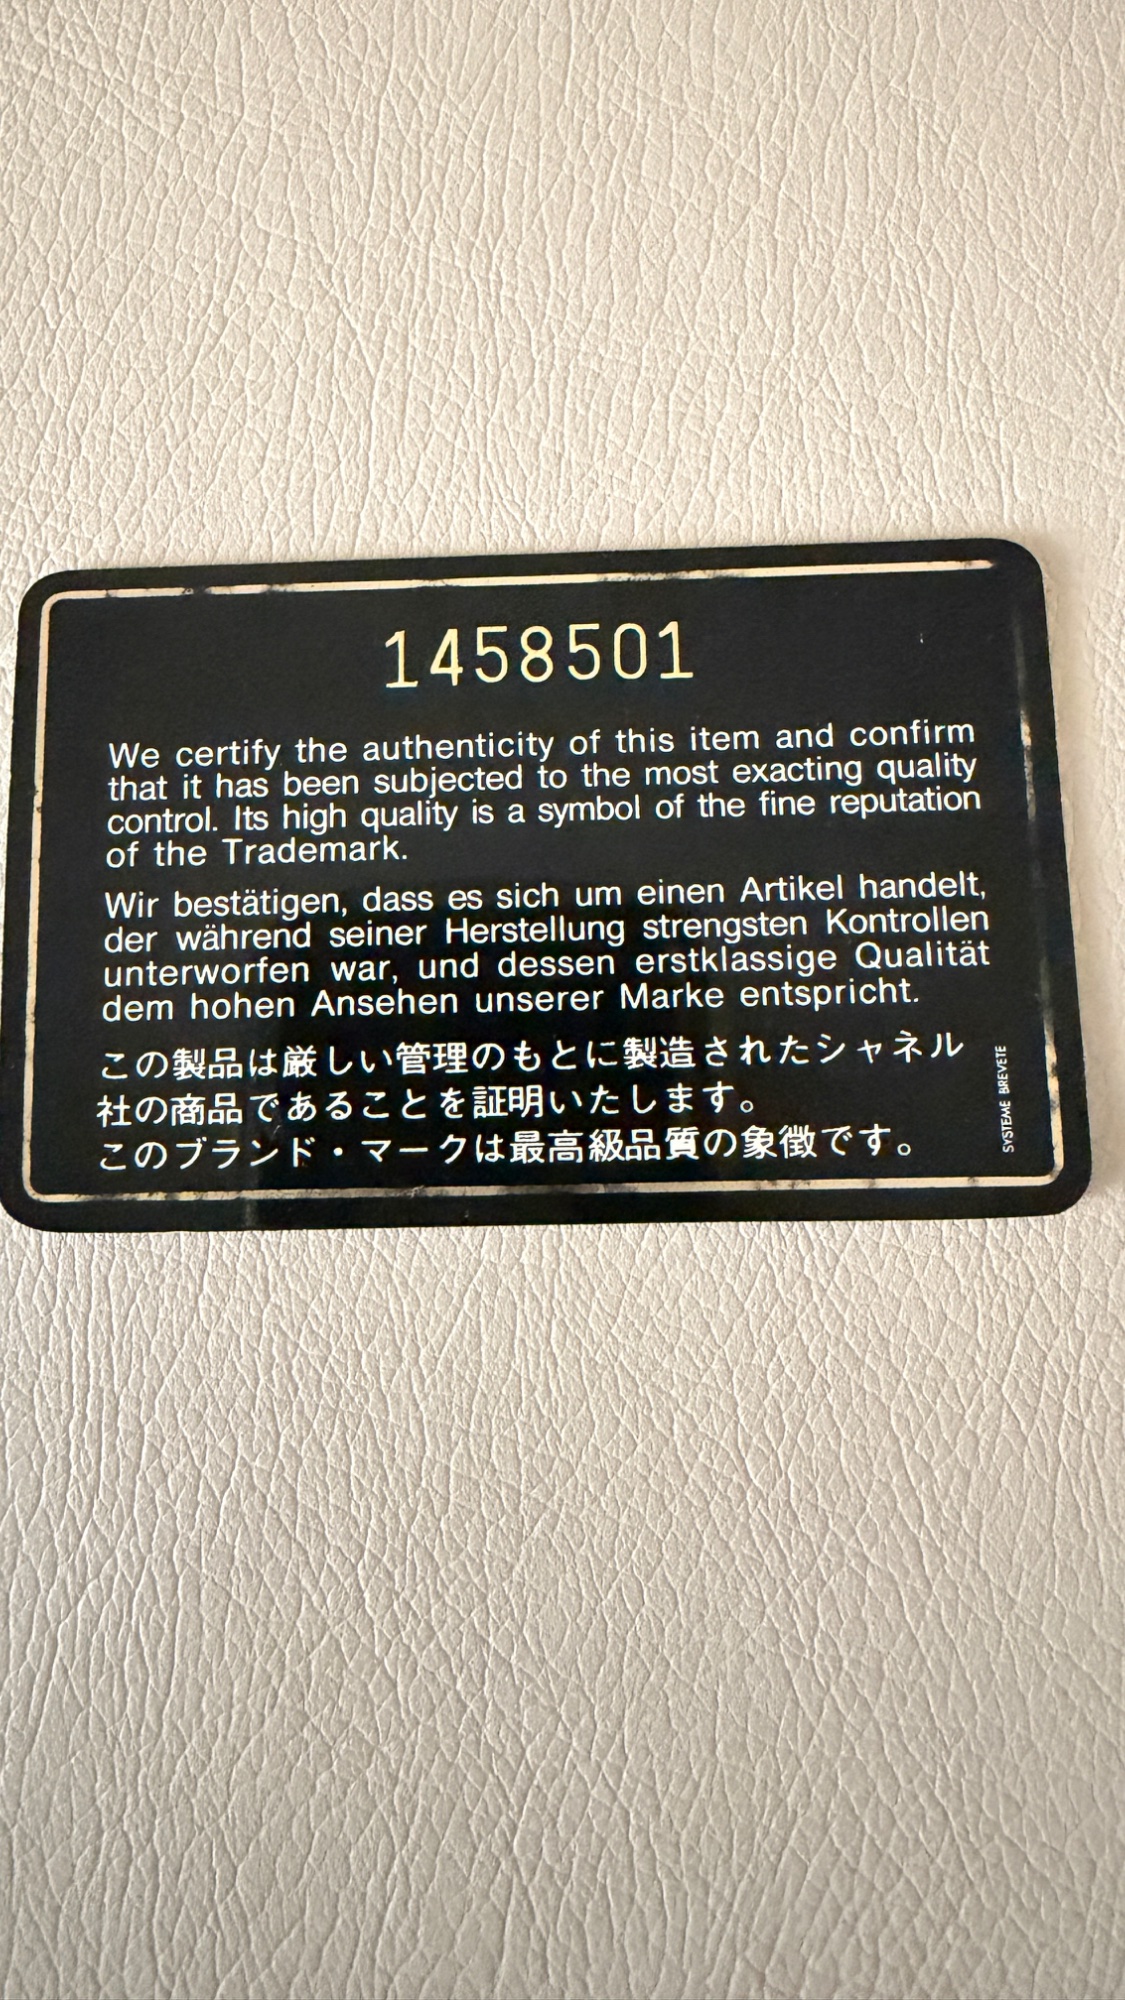 1458501
We certify the authenticity of this item and confirm
that it has been subjected to the most exacting quality
control. Its high quality is a symbol of the fine reputation
of the Trademark.
Wir bestätigen, dass es sich um einen Artikel handelt,
der während seiner Herstellung strengsten Kontrollen
unterworfen war, und dessen erstklassige Qualität
dem hohen Ansehen unserer Marke entspricht.
この製品は厳しい管理のもとに製造されたシャネル
社の商品であることを証明いたします。
このブランド・マークは最高級品質の象徴です。
SYSTEME BREVETE